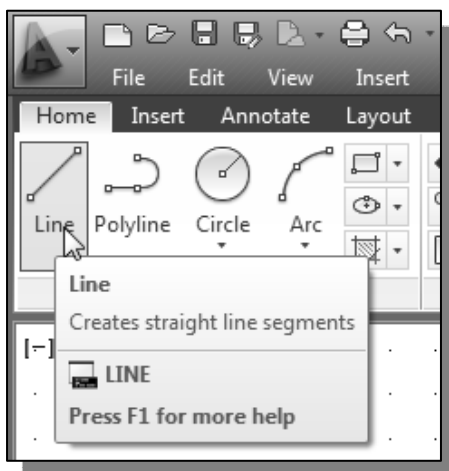 A
File Edit View Insert
Home Insert Annotate Layout
Line Polyline Circle Arc
Line
Creates straight line segments
[−]
LINE
Press F1 for more help